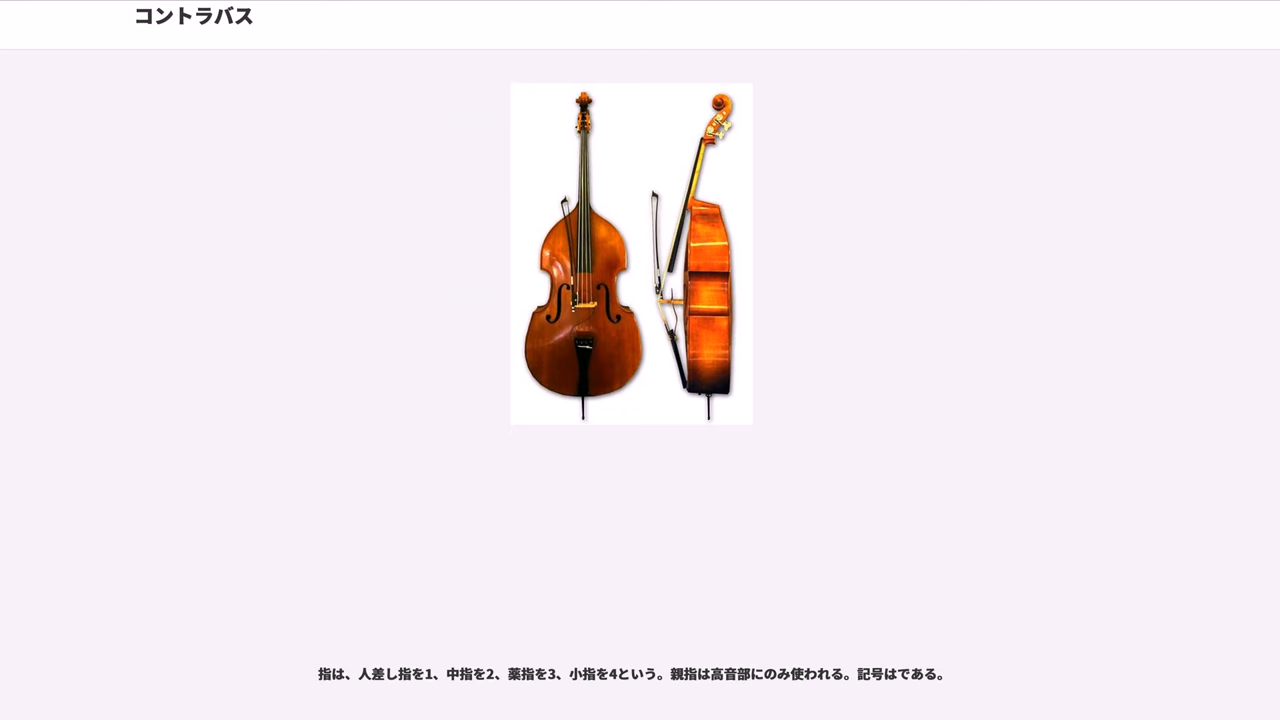 コントラバス
指は、人差し指を1、中指を2、薬指を3、小指を4という。親指は高音部にのみ使われる。記号はである。